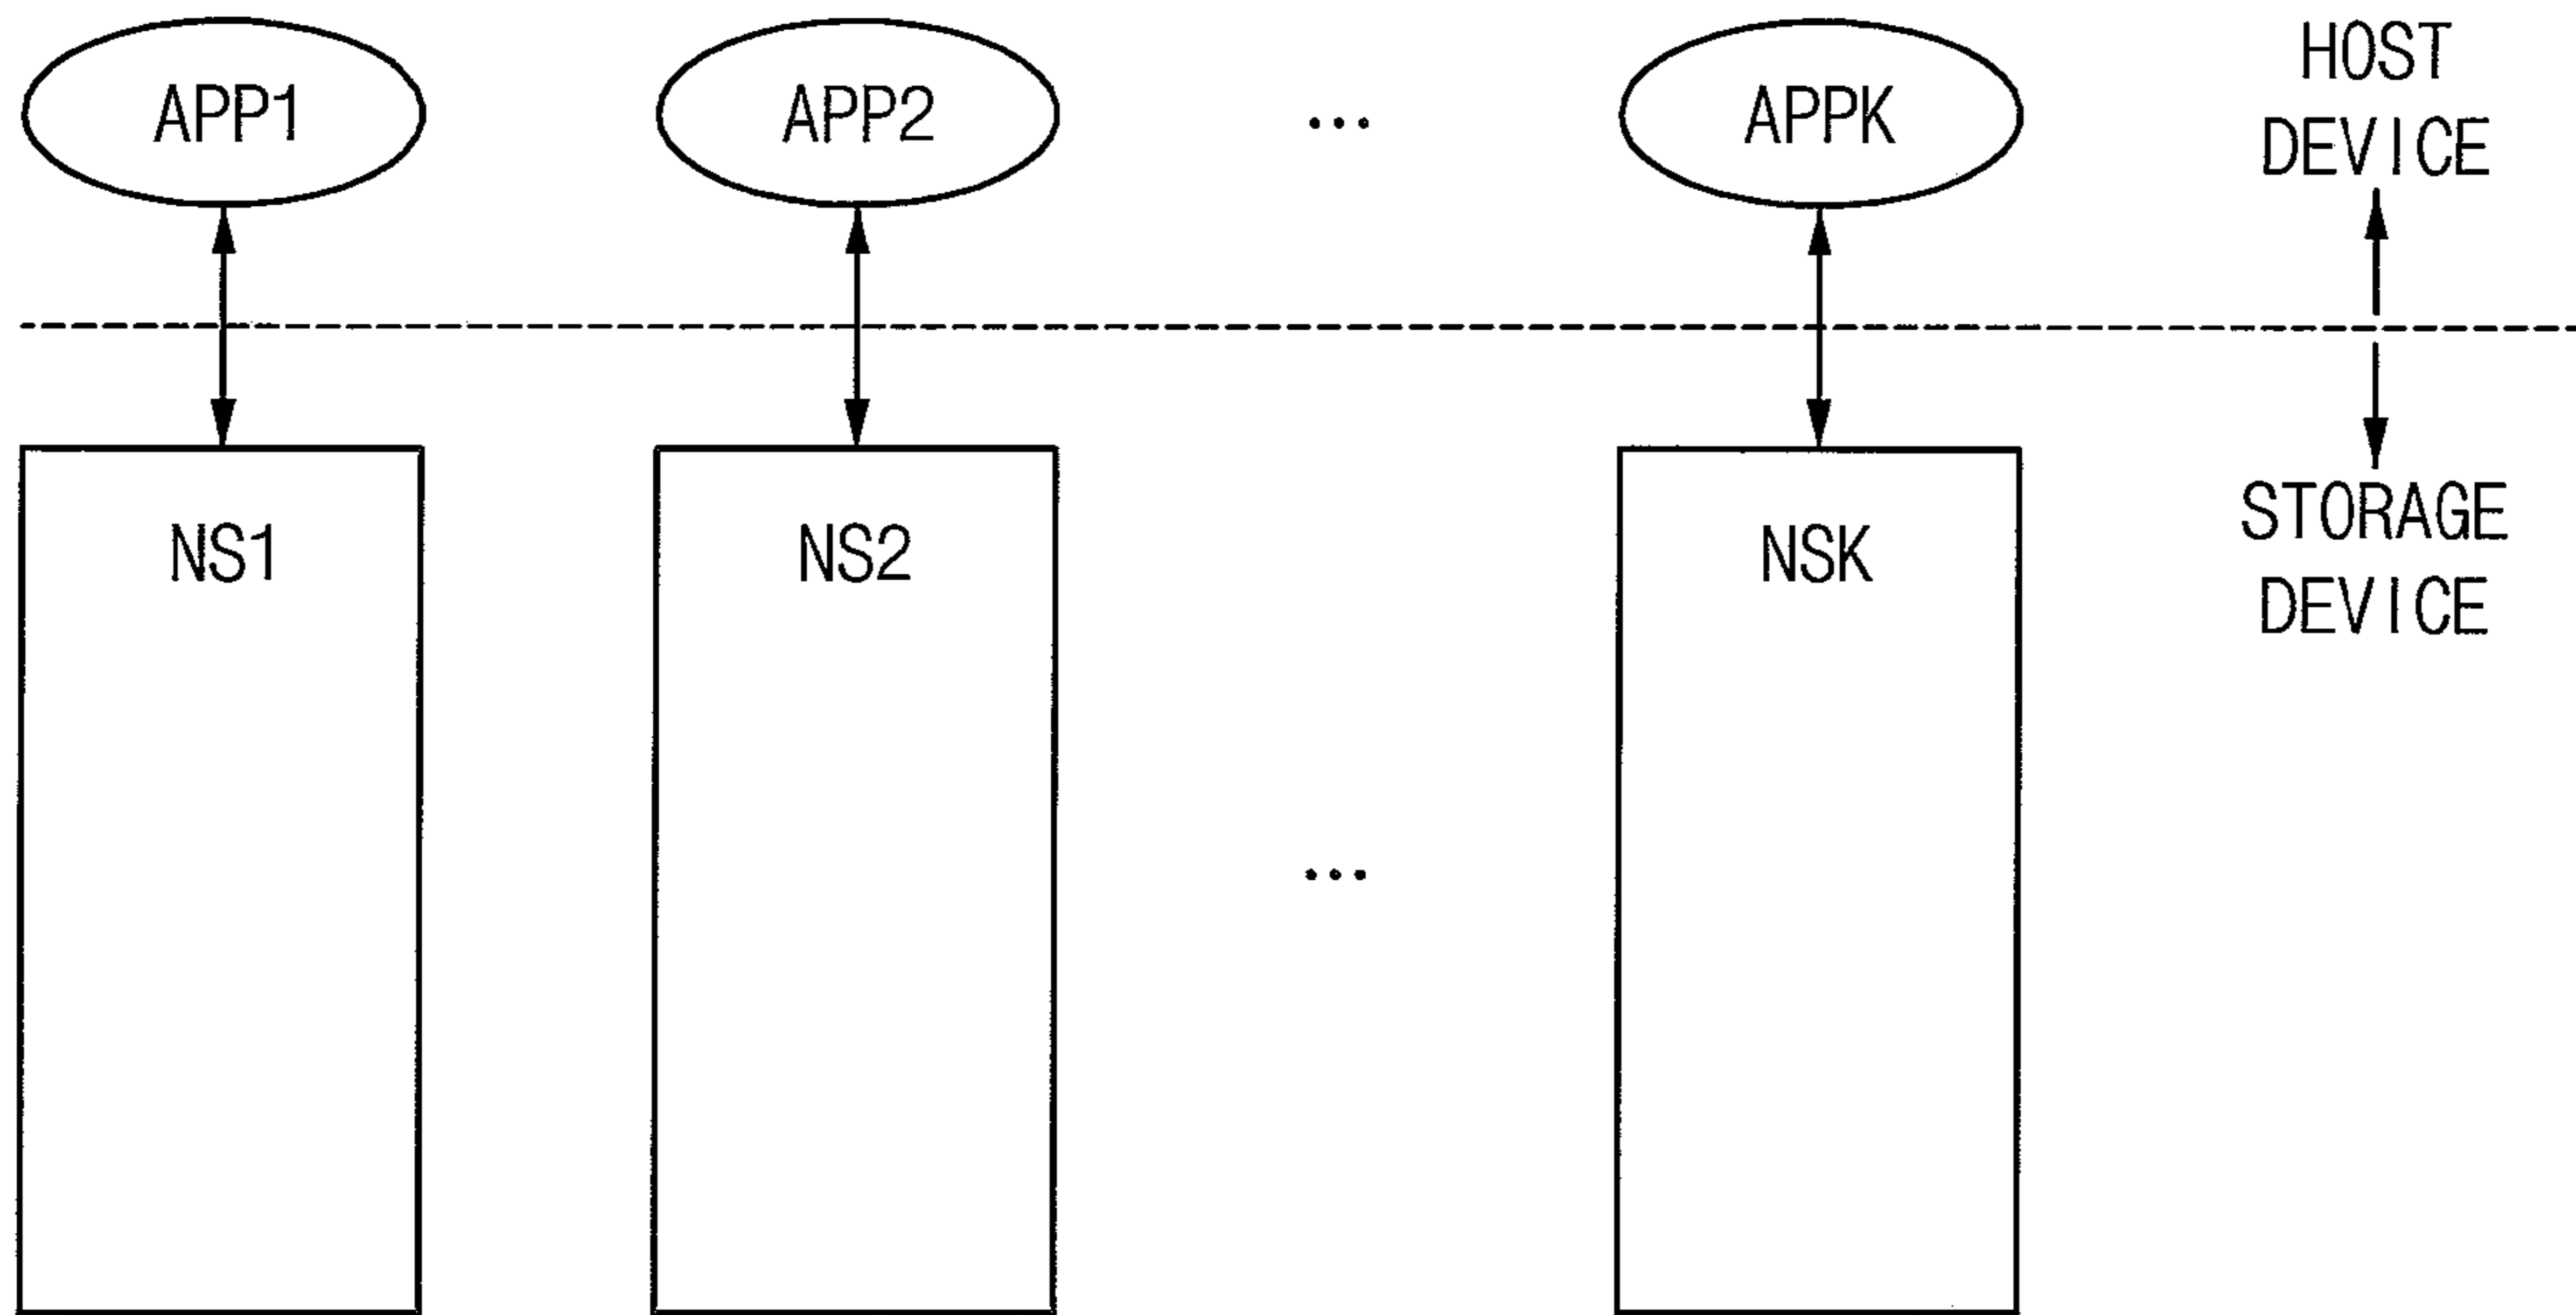 APP1
APP2
...
APPK
HOST
DEVICE
NS1
NS2
...
NSK
STORAGE
DEVICE